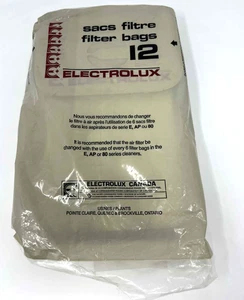 sacs filtre
filter bags
12
ELECTROLUX
Nous vous recommandons de changer
le filtre à air après l'utilisation de 6 sacs filtre
dans les aspirateurs de série E, AP ou 80
It is recommended that the air filter be
changed with the use of every 6 filter bags in the
E, AP or 80 series cleaners.
ELECTROLUX CANADA
USINES / PLANTS
POINTE CLAIRE, QUÉBEC & BROCKVILLE, ONTARIO